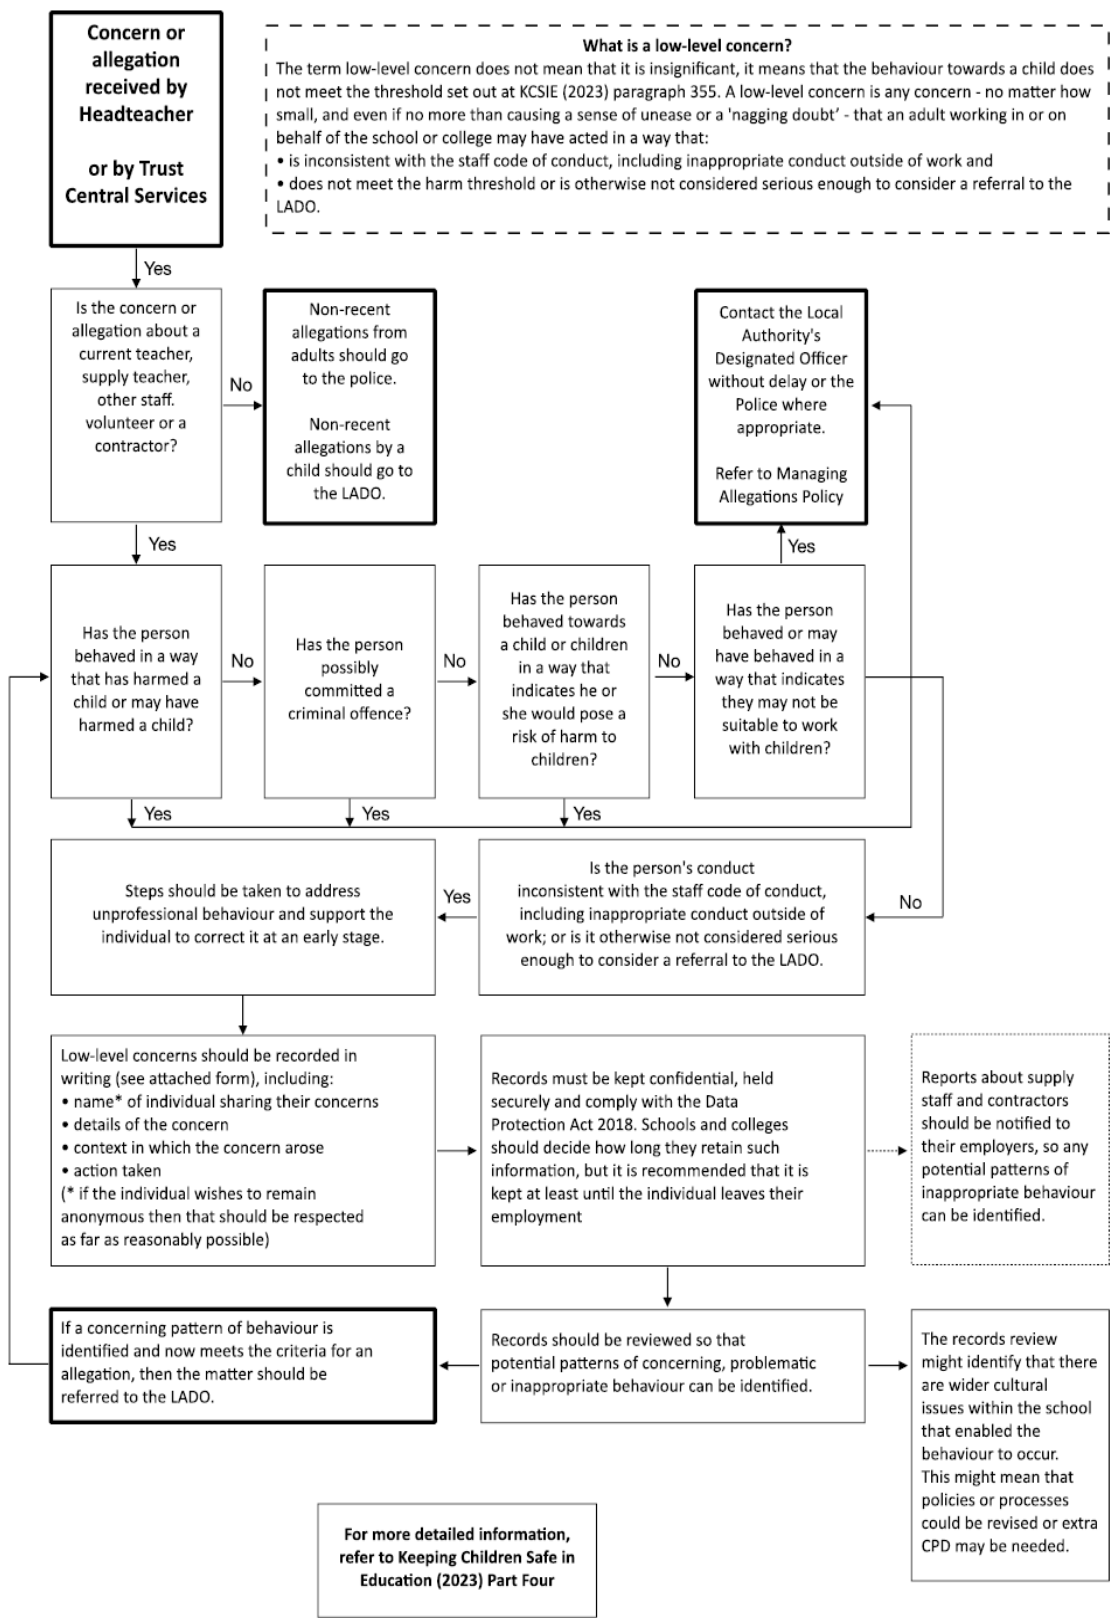 Concern or
allegation
received by
Headteacher
or by Trust
Central Services
What is a low-level concern?
The term low-level concern does not mean that it is insignificant, it means that the behaviour towards a child does
not meet the threshold set out at KCSIE (2023) paragraph 355. A low-level concern is any concern - no matter how
small, and even if no more than causing a sense of unease or a 'nagging doubt’ - that an adult working in or on
behalf of the school or college may have acted in a way that:
• is inconsistent with the staff code of conduct, including inappropriate conduct outside of work and
• does not meet the harm threshold or is otherwise not considered serious enough to consider a referral to the
LADO.
Yes
Is the concern or
allegation about a
current teacher,
supply teacher,
other staff.
volunteer or a
contractor?
No
Non-recent
allegations from
adults should go
to the police.
Non-recent
allegations by a
child should go to
the LADO.
Contact the Local
Authority's
Designated Officer
without delay or the
Police where
appropriate.
Refer to Managing
Allegations Policy
Yes
Yes
Has the person
behaved in a way
that has harmed a
child or may have
harmed a child?
No
Has the person
possibly
committed a
criminal offence?
No
Has the person
behaved towards
a child or children
in a way that
indicates he or
she would pose a
risk of harm to
children?
No
Has the person
behaved or may
have behaved in a
way that indicates
they may not be
suitable to work
with children?
Yes
Yes
Yes
Steps should be taken to address
unprofessional behaviour and support the
individual to correct it at an early stage.
Yes
Is the person's conduct
inconsistent with the staff code of conduct,
including inappropriate conduct outside of
work; or is it otherwise not considered serious
enough to consider a referral to the LADO.
No
Low-level concerns should be recorded in
writing (see attached form), including:
• name* of individual sharing their concerns
• details of the concern
• context in which the concern arose
• action taken
(* if the individual wishes to remain
anonymous then that should be respected
as far as reasonably possible)
Records must be kept confidential, held
securely and comply with the Data
Protection Act 2018. Schools and colleges
should decide how long they retain such
information, but it is recommended that it is
kept at least until the individual leaves their
employment
Reports about supply
staff and contractors
should be notified to
their employers, so any
potential patterns of
inappropriate behaviour
can be identified.
If a concerning pattern of behaviour is
identified and now meets the criteria for an
allegation, then the matter should be
referred to the LADO.
Records should be reviewed so that
potential patterns of concerning, problematic
or inappropriate behaviour can be identified.
The records review
might identify that there
are wider cultural
issues within the school
that enabled the
behaviour to occur.
This might mean that
policies or processes
could be revised or extra
CPD may be needed.
For more detailed information,
refer to Keeping Children Safe in
Education (2023) Part Four